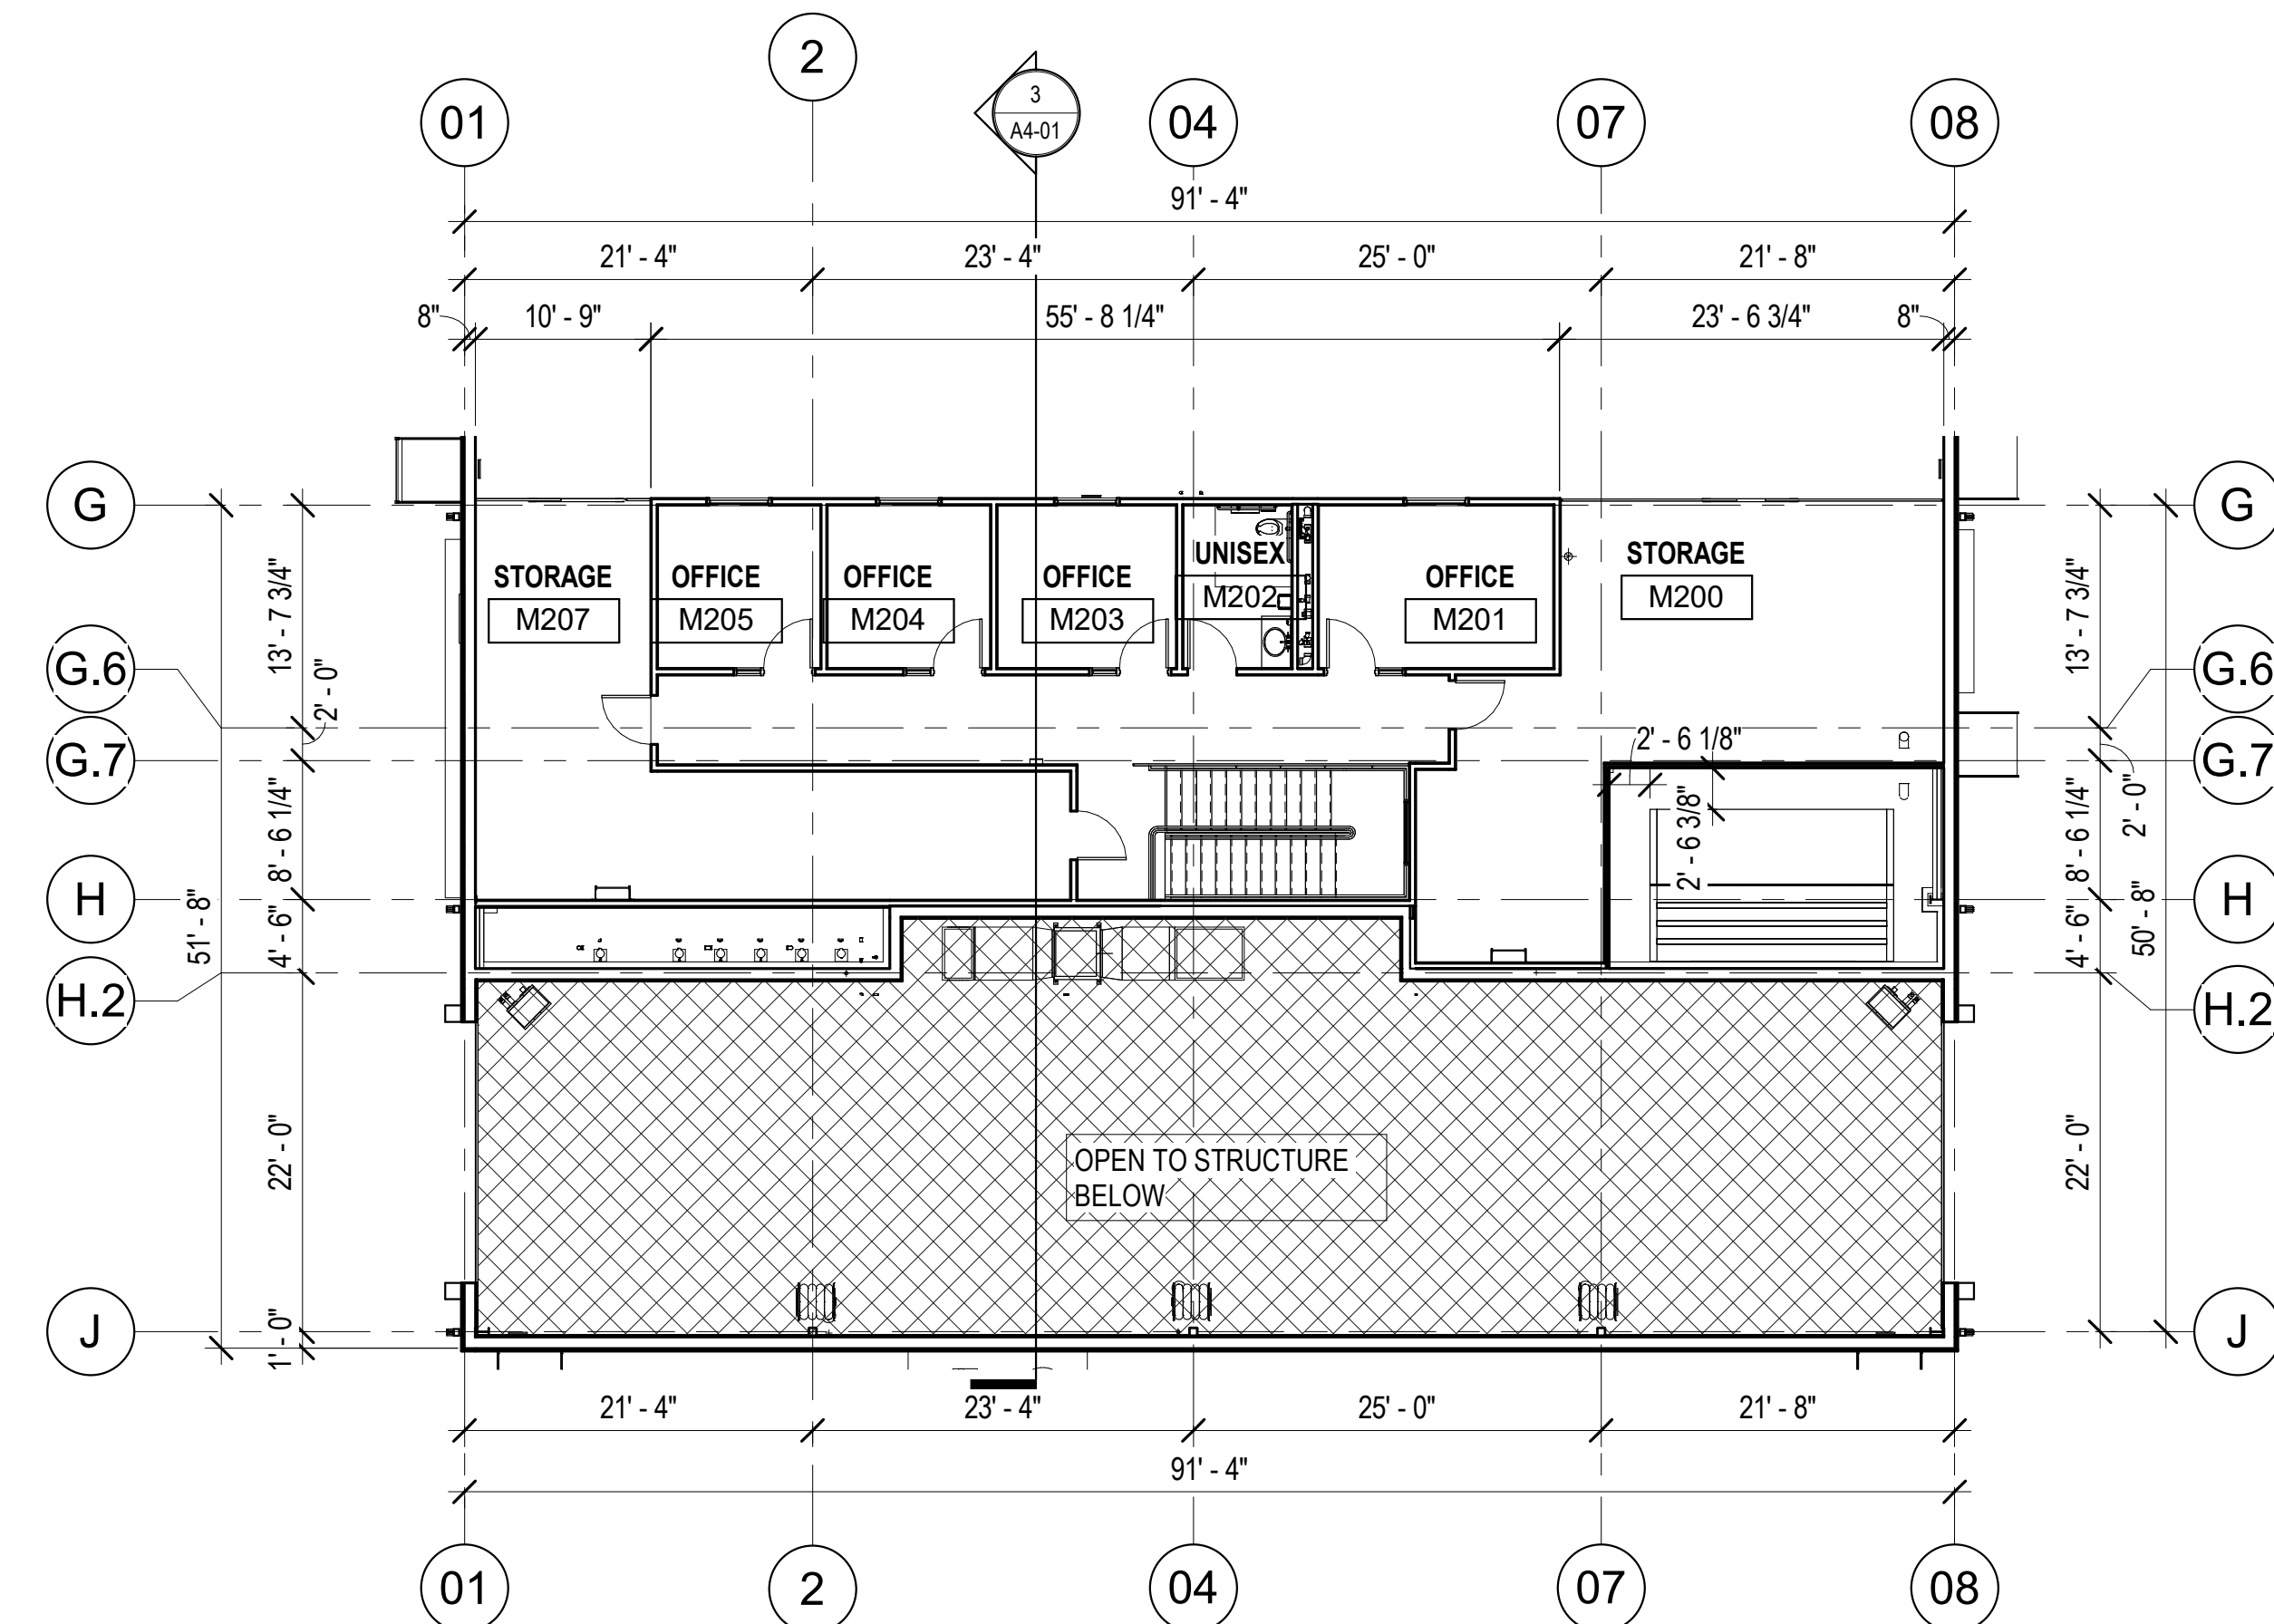 2
01
3
A4-01
04
07
08
91' - 4"
21' - 4"
23' - 4"
25' - 0"
21' - 8"
8"
10' - 9"
55' - 8 1/4"
23' - 6 3/4"
8"
G
G
STORAGE
M207
OFFICE
M205
OFFICE
M204
OFFICE
M203
UNISEX
M202
OFFICE
M201
STORAGE
M200
13' - 7 3/4"
13' - 7 3/4"
G.6
G.6
2' - 0"
2' - 0"
G.7
G.7
2' - 6 1/8"
2' - 6 3/8"
8' - 6 1/4"
8' - 6 1/4"
H
H
51' - 8"
50' - 8"
4' - 6"
4' - 6"
H.2
H.2
22' - 0"
22' - 0"
OPEN TO STRUCTURE
BELOW
J
J
1' - 0"
21' - 4"
23' - 4"
25' - 0"
21' - 8"
91' - 4"
01
2
04
07
08